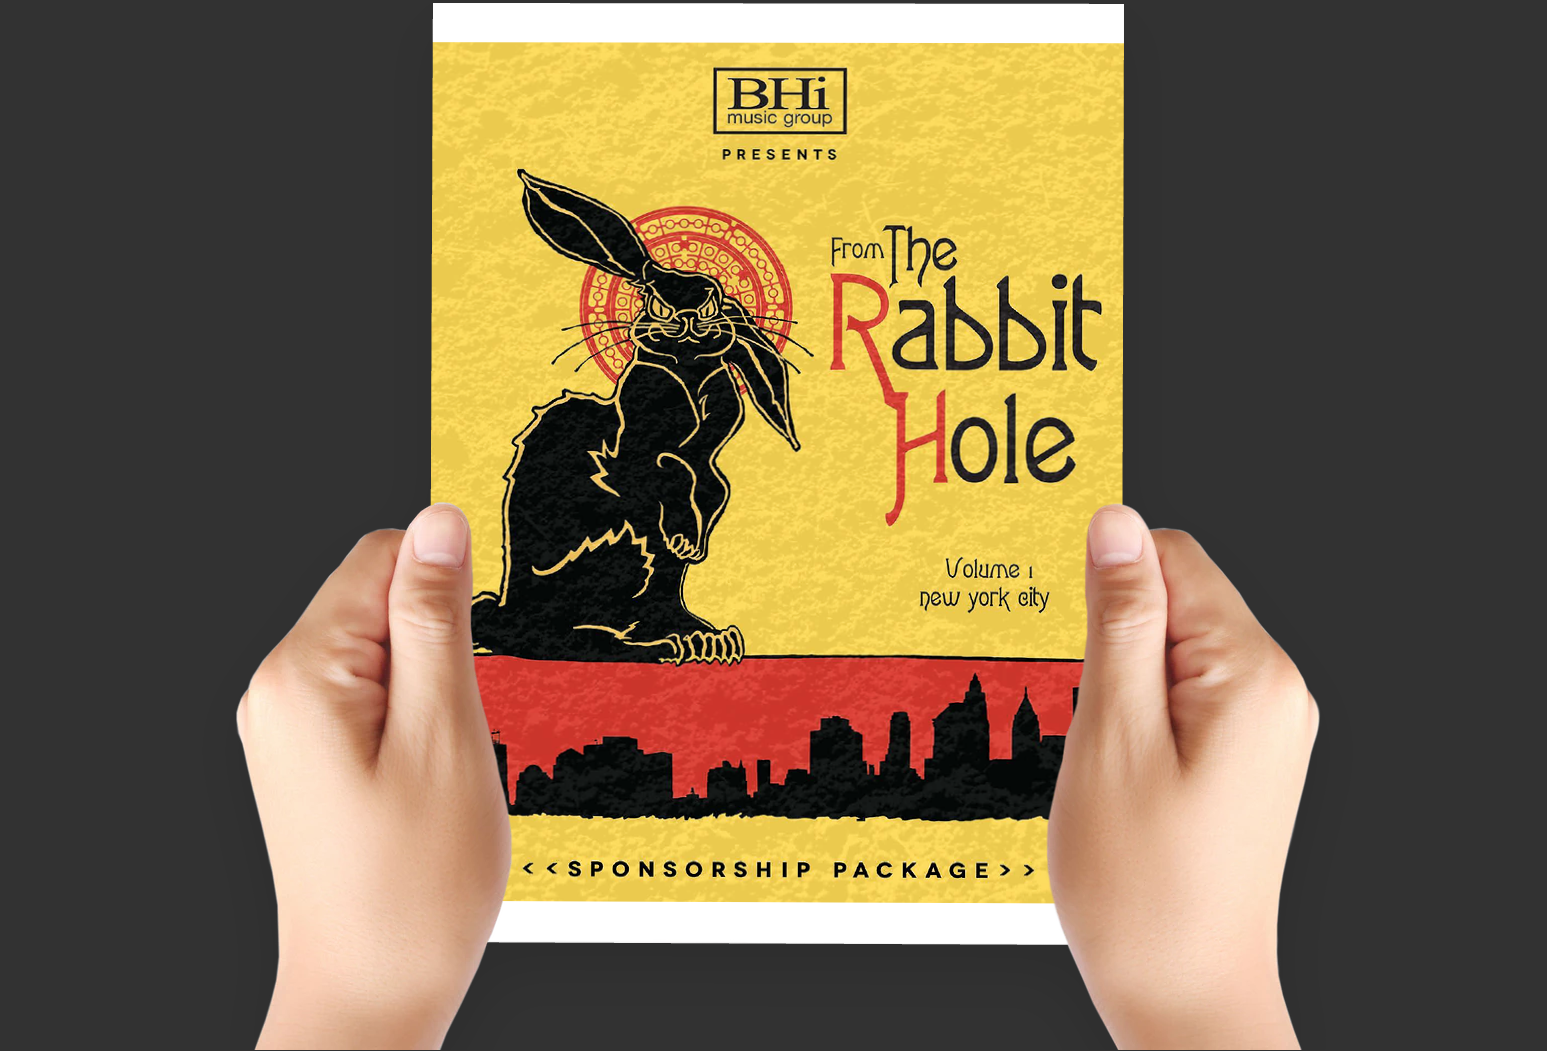 BHi
music group
PRESENTS
From The
Rabbit
Hole
Volume 1
new york city
<<SPONSORSHIP PACKAGE>>